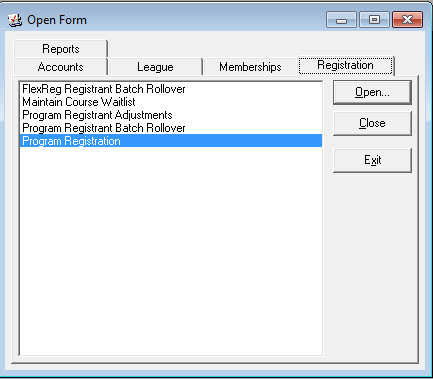 Open Form
Reports
Accounts League Memberships Registration
FlexReg Registrant Batch Rollover
Maintain Course Waitlist
Program Registrant Adjustments
Program Registrant Batch Rollover
Program Registration
Open...
Close
Exit